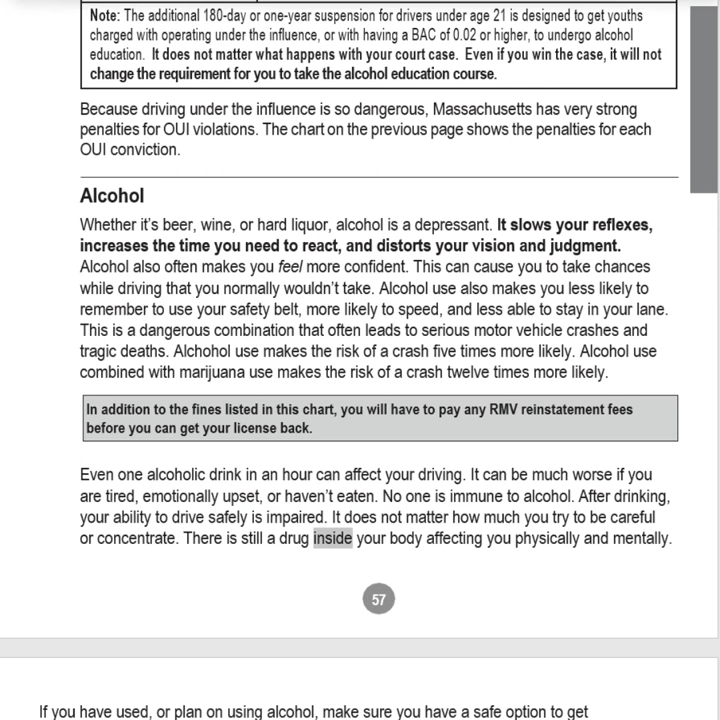 Note: The additional 180-day or one-year suspension for drivers under age 21 is designed to get youths
charged with operating under the influence, or with having a BAC of 0.02 or higher, to undergo alcohol
education. It does not matter what happens with your court case. Even if you win the case, it will not
change the requirement for you to take the alcohol education course.
Because driving under the influence is so dangerous, Massachusetts has very strong
penalties for OUI violations. The chart on the previous page shows the penalties for each
OUI conviction.
Alcohol
Whether it's beer, wine, or hard liquor, alcohol is a depressant. It slows your reflexes,
increases the time you need to react, and distorts your vision and judgment.
Alcohol also often makes you feel more confident. This can cause you to take chances
while driving that you normally wouldn't take. Alcohol use also makes you less likely to
remember to use your safety belt, more likely to speed, and less able to stay in your lane.
This is a dangerous combination that often leads to serious motor vehicle crashes and
tragic deaths. Alchohol use makes the risk of a crash five times more likely. Alcohol use
combined with marijuana use makes the risk of a crash twelve times more likely.
In addition to the fines listed in this chart, you will have to pay any RMV reinstatement fees
before you can get your license back.
Even one alcoholic drink in an hour can affect your driving. It can be much worse if you
are tired, emotionally upset, or haven't eaten. No one is immune to alcohol. After drinking,
your ability to drive safely is impaired. It does not matter how much you try to be careful
or concentrate. There is still a drug inside your body affecting you physically and mentally.
57
If you have used, or plan on using alcohol, make sure you have a safe option to get